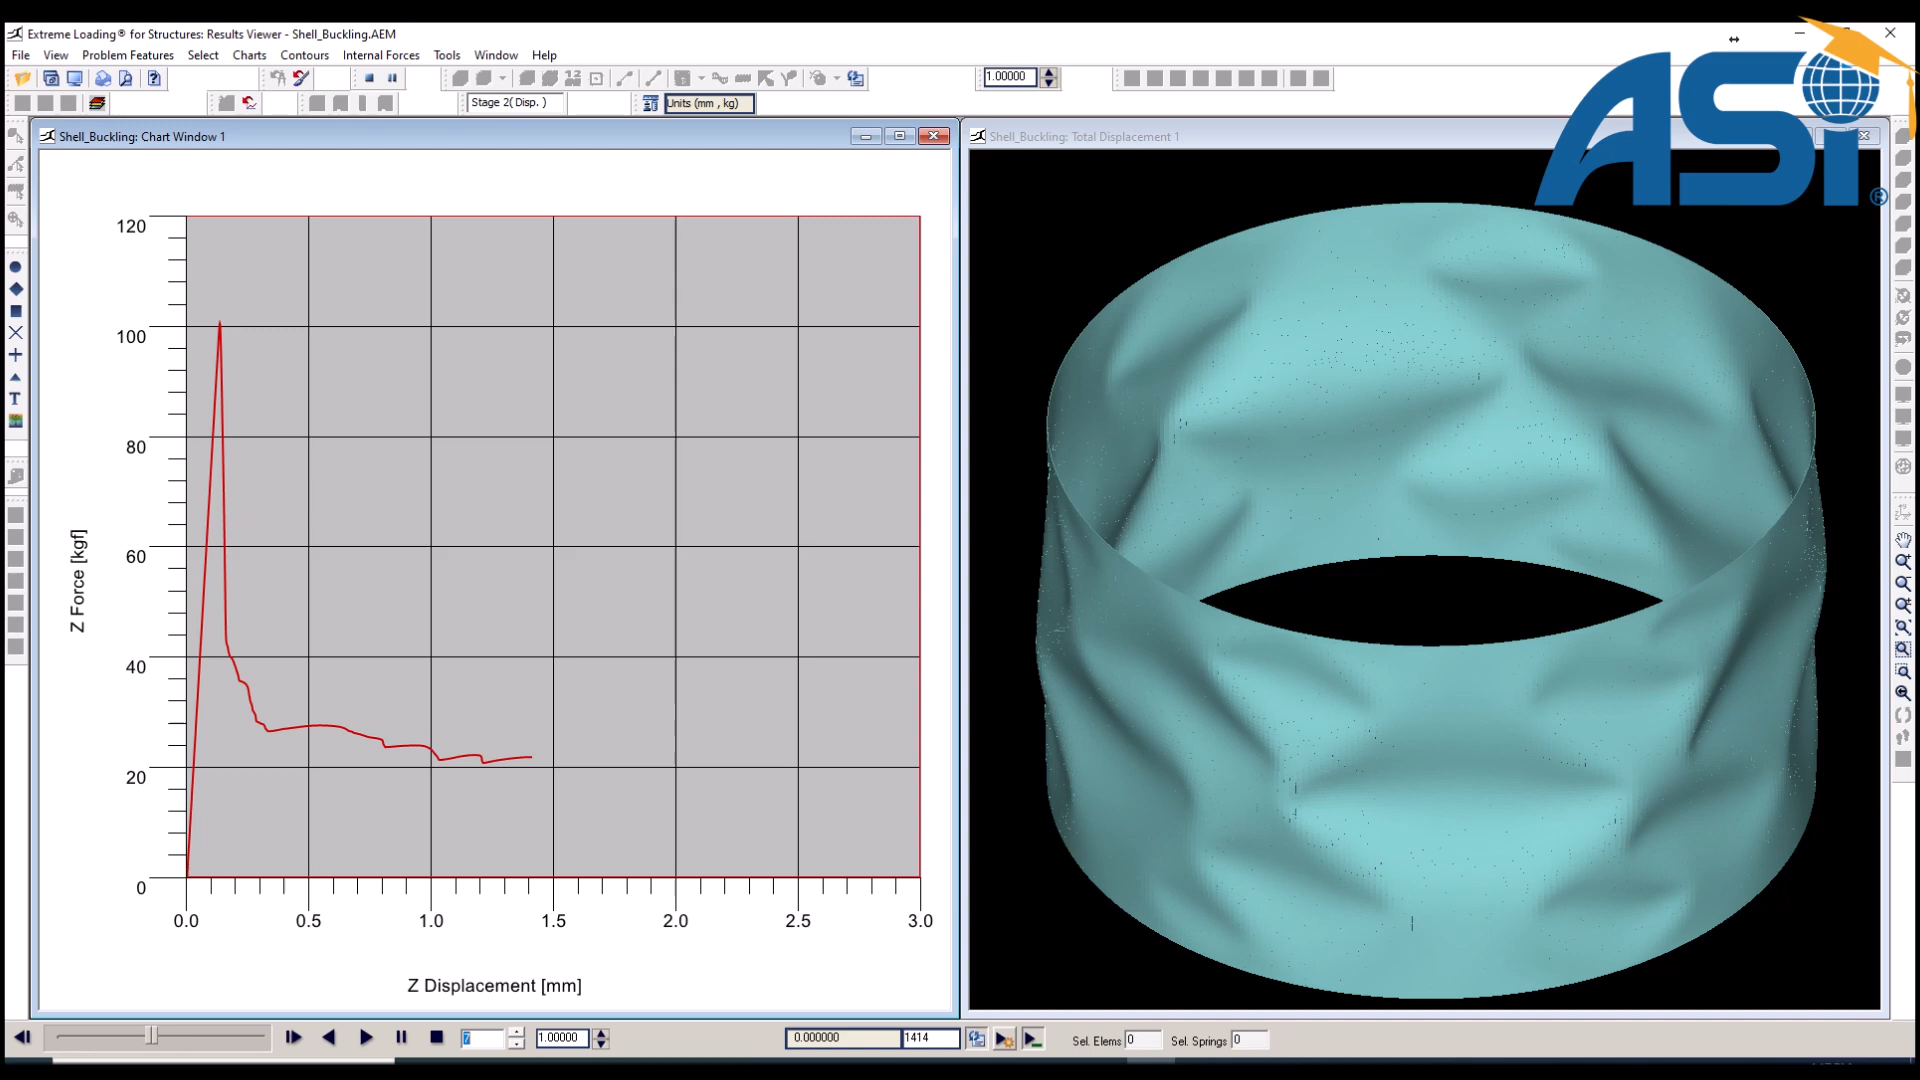 Extreme Loading® for Structures: Results Viewer - Shell_Buckling.AEM
File View Problem Features Select Charts Contours Internal Forces Tools Window Help
1.00000
Stage 2( Disp. )
Units (mm , kg)
Shell_Buckling: Chart Window 1
Shell_Buckling: Total Displacement 1
ASI®
120
100
80
60
40
20
0
Z Force [kgf]
0.0 0.5 1.0 1.5 2.0 2.5 3.0
Z Displacement [mm]
T
7
1.00000
0.000000
1414
Sel. Elems 0
Sel. Springs 0